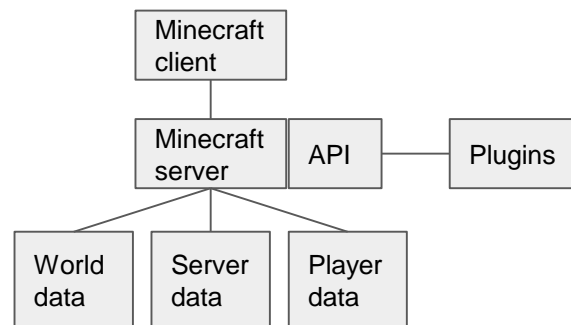 Minecraft
client
Minecraft
server
API
Plugins
World
data
Server
data
Player
data